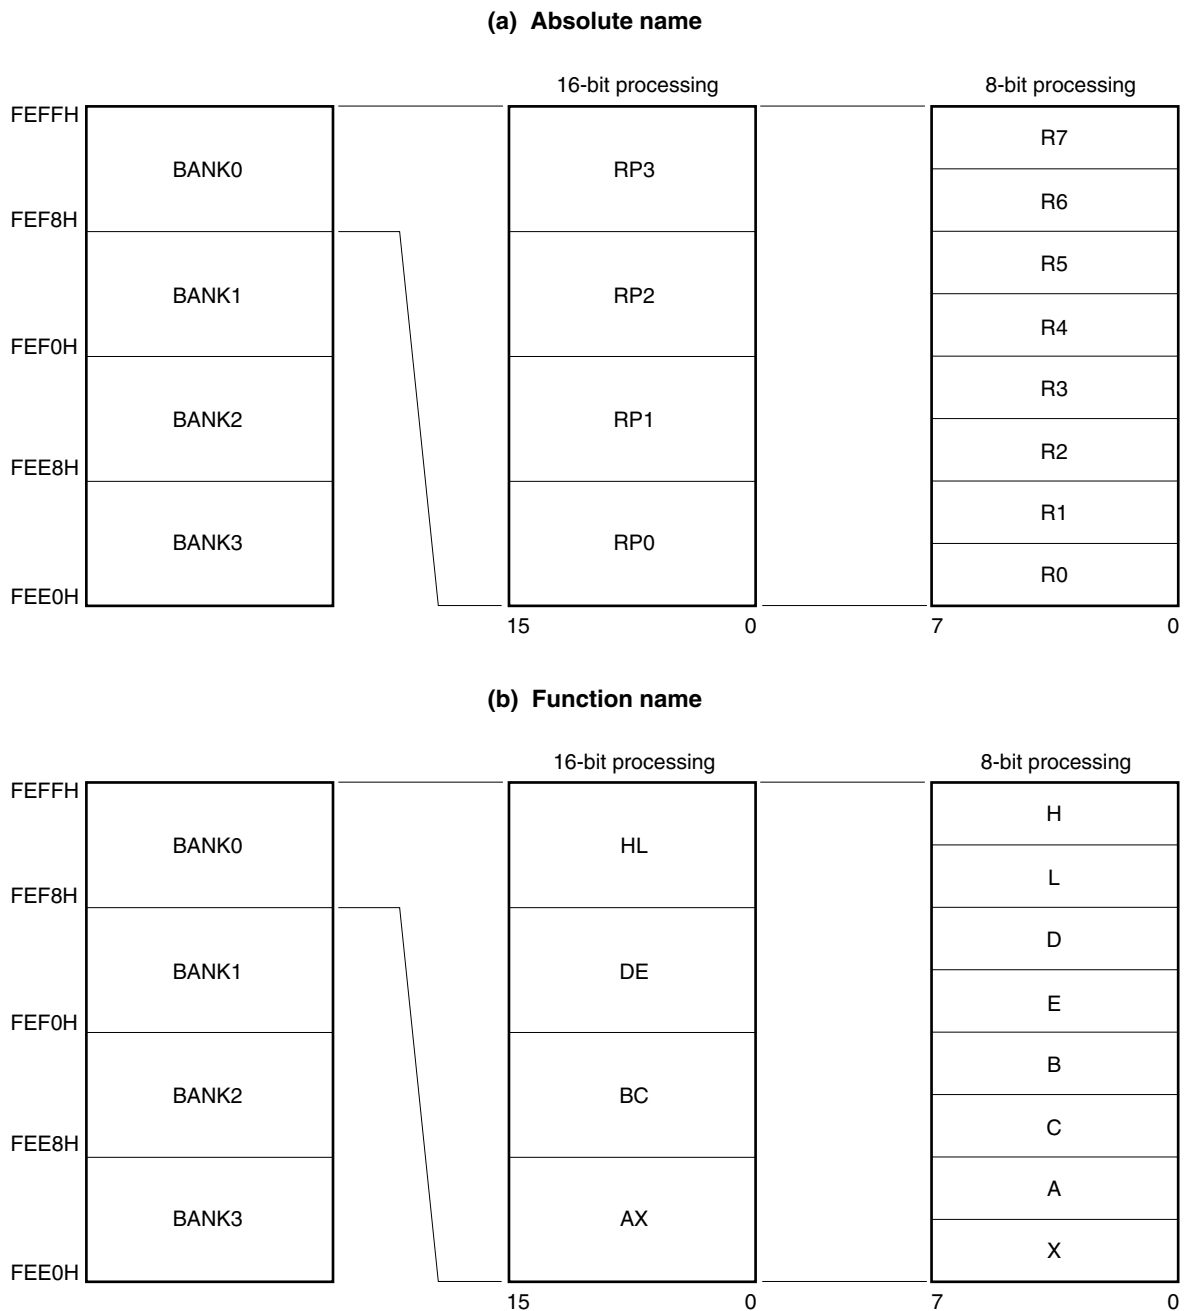 (a) Absolute name
16-bit processing 8-bit processing
FEFFH
R7
BANK0 RP3
R6
FEF8H
R5
BANK1 RP2
R4
FEF0H
R3
BANK2 RP1
R2
FEE8H
R1
BANK3 RP0
R0
FEE0H
15 0 7 0
(b) Function name
16-bit processing 8-bit processing
FEFFH
H
BANK0 HL
L
FEF8H
D
BANK1 DE
E
FEF0H
B
BANK2 BC
C
FEE8H
A
BANK3 AX
X
FEE0H
15 0 7 0